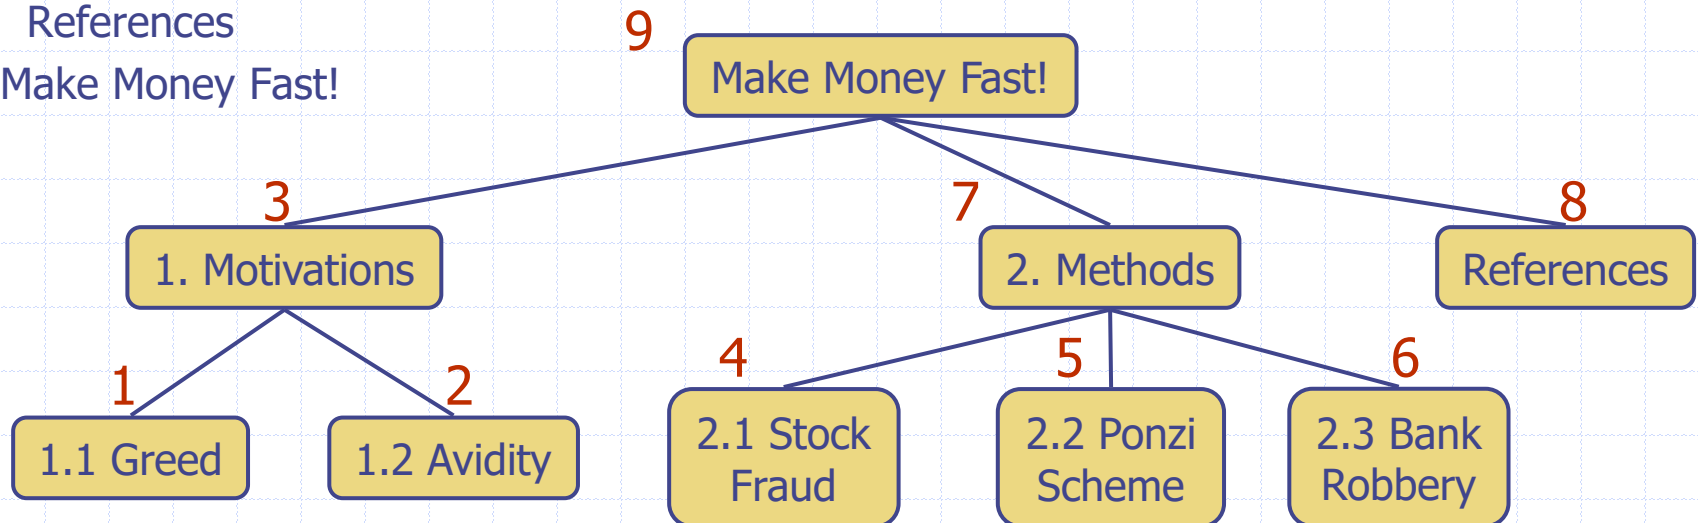 References
Make Money Fast!
9
Make Money Fast!
3
7
8
1. Motivations
2. Methods
References
1
2
4
5
6
1.1 Greed
1.2 Avidity
2.1 Stock
Fraud
2.2 Ponzi
Scheme
2.3 Bank
Robbery